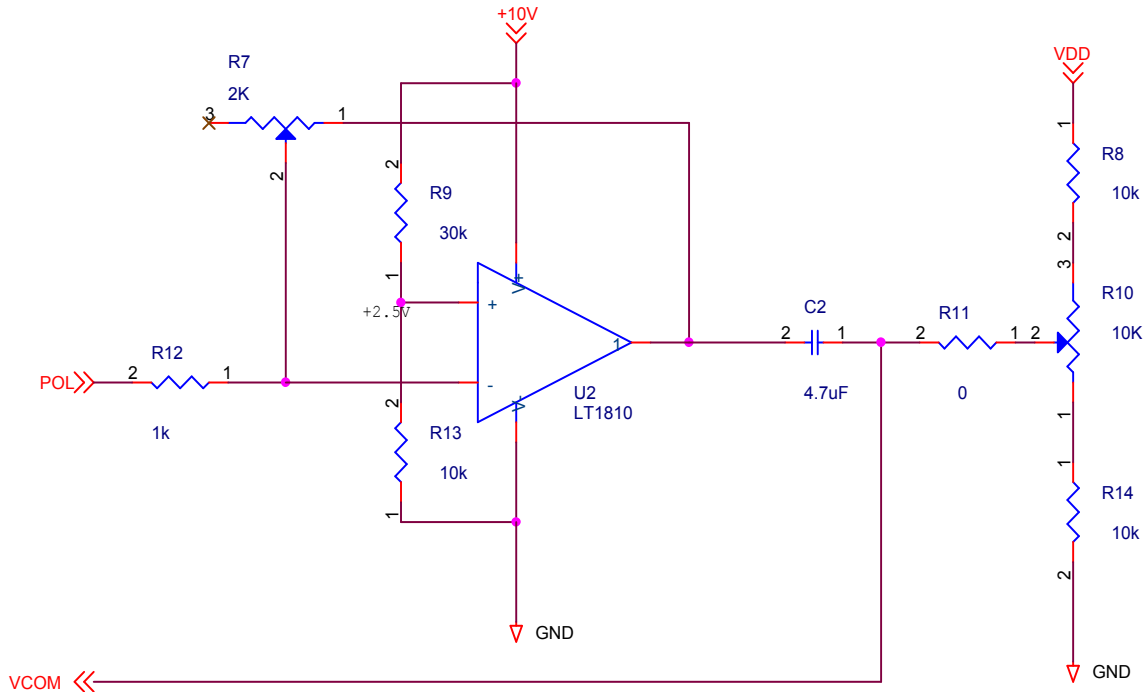 +10V
R7
2K
3
1
2
VDD
1
R8
10k
2
2
R9
30k
1
3
R10
10K
2
1
+2.5V
+
-
V+
V-
1
U2
LT1810
C2
2
1
4.7uF
R11
2
1
0
R12
POL
2
1
1k
2
R13
10k
1
1
R14
10k
2
GND
GND
VCOM